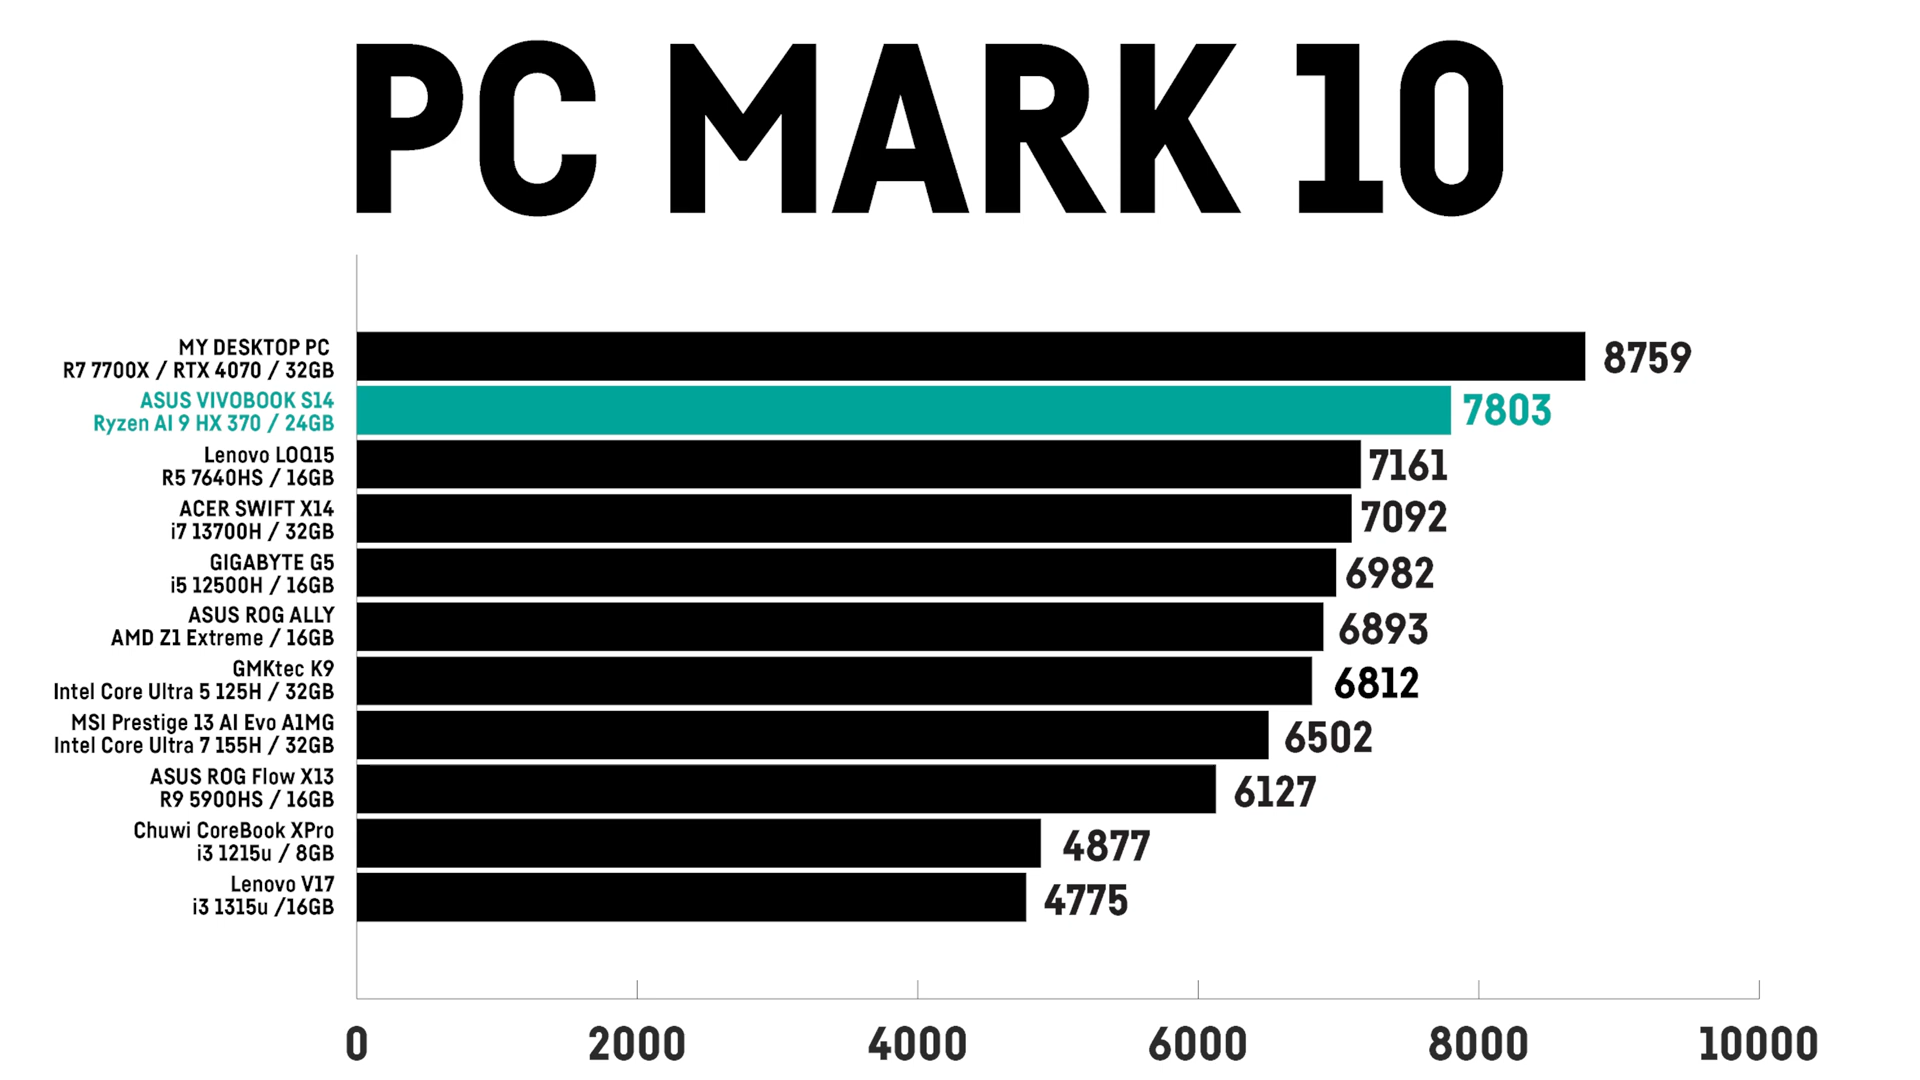 PC MARK 10
MY DESKTOP PC
R7 7700X / RTX 4070 / 32GB
8759
ASUS VIVOBOOK S14
Ryzen AI 9 HX 370 / 24GB
7803
Lenovo LOQ15
R5 7640HS / 16GB
7161
ACER SWIFT X14
i7 13700H / 32GB
7092
GIGABYTE G5
i5 12500H / 16GB
6982
ASUS ROG ALLY
AMD Z1 Extreme / 16GB
6893
GMKtec K9
Intel Core Ultra 5 125H / 32GB
6812
MSI Prestige 13 AI Evo A1MG
Intel Core Ultra 7 155H / 32GB
6502
ASUS ROG Flow X13
R9 5900HS / 16GB
6127
Chuwi CoreBook XPro
i3 1215u / 8GB
4877
Lenovo V17
i3 1315u /16GB
4775
0 2000 4000 6000 8000 10000